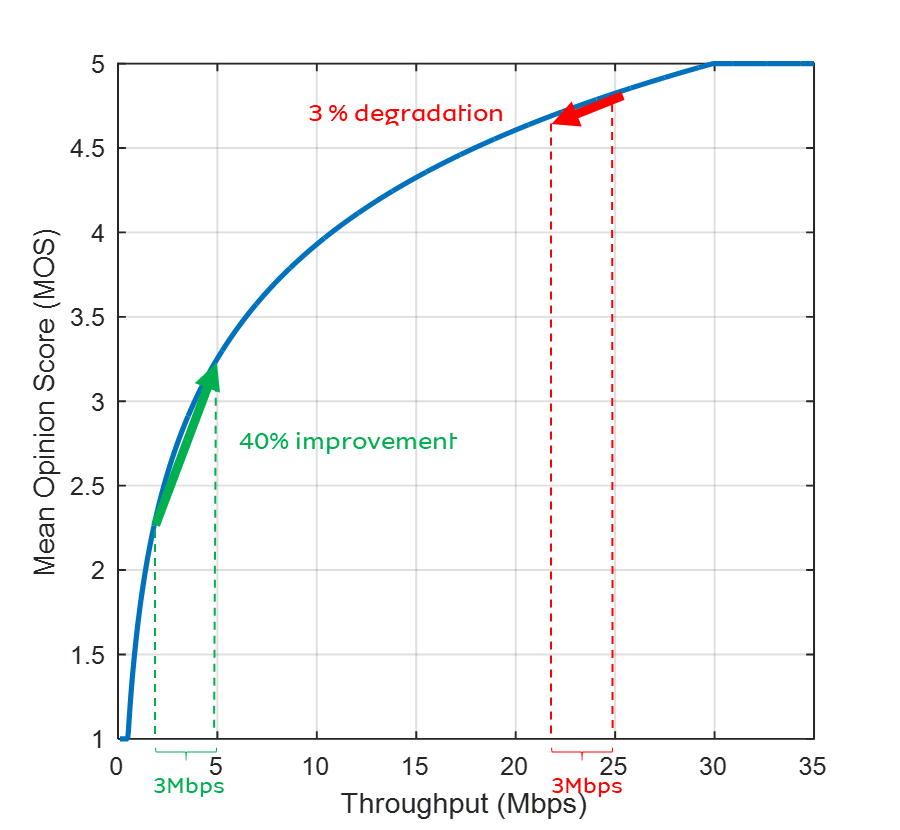 5
3 % degradation
4.5
4
3.5
3
40% improvement
2.5
2
1.5
1
Mean Opinion Score (MOS)
0 5 10 15 20 25 30 35
3Mbps 3Mbps
Throughput (Mbps)